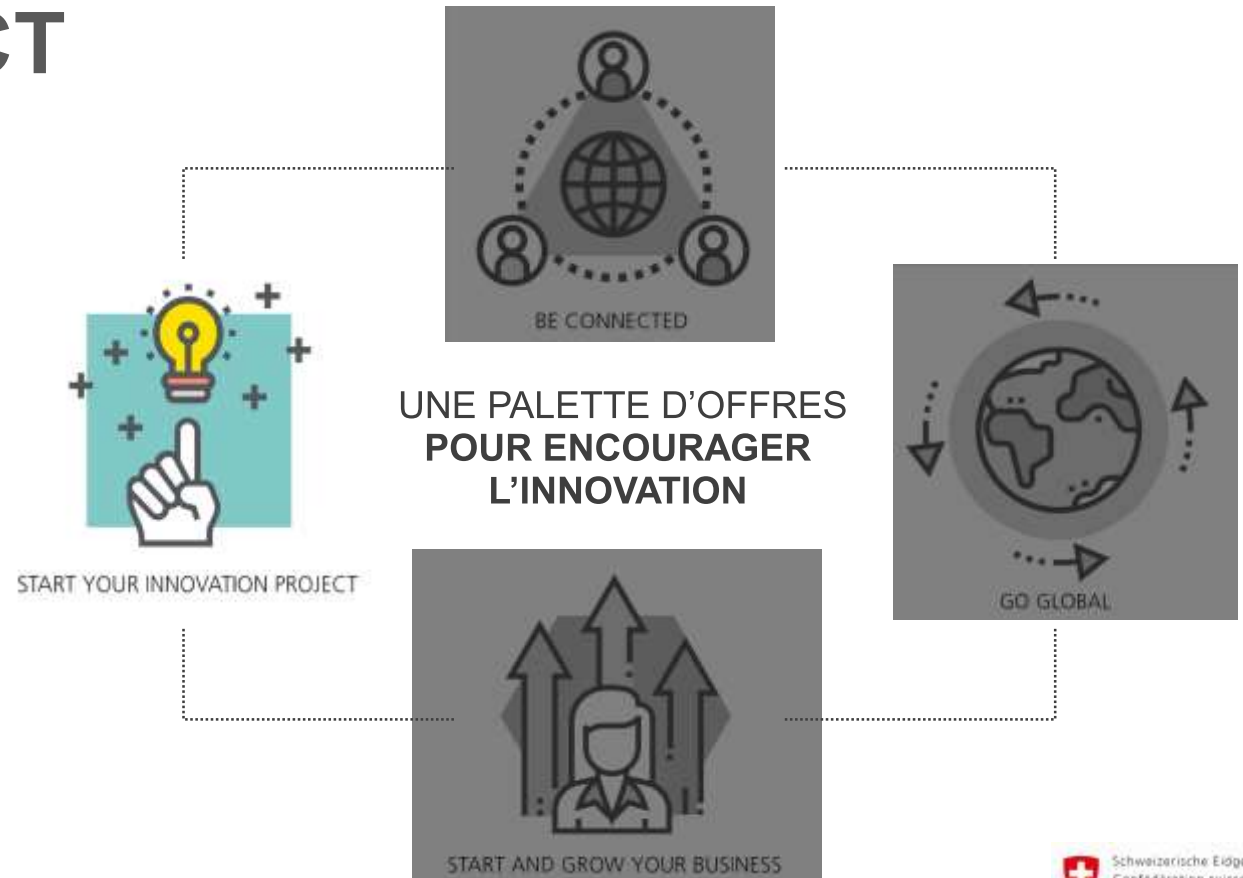 CT
BE CONNECTED
UNE PALETTE D’OFFRES
POUR ENCOURAGER
L’INNOVATION
START YOUR INNOVATION PROJECT
GO GLOBAL
START AND GROW YOUR BUSINESS
Schweizerische Eidg